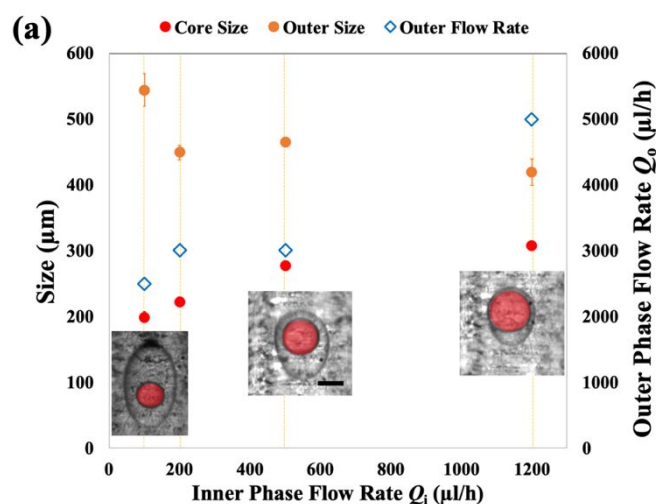 (a)
Core Size Outer Size Outer Flow Rate
600 6000
500 5000
400 4000
300 3000
200 2000
100 1000
0 0
0 200 400 600 800 1000 1200
Size (µm)
Outer Phase Flow Rate Qo (µl/h)
Inner Phase Flow Rate Qi (µl/h)